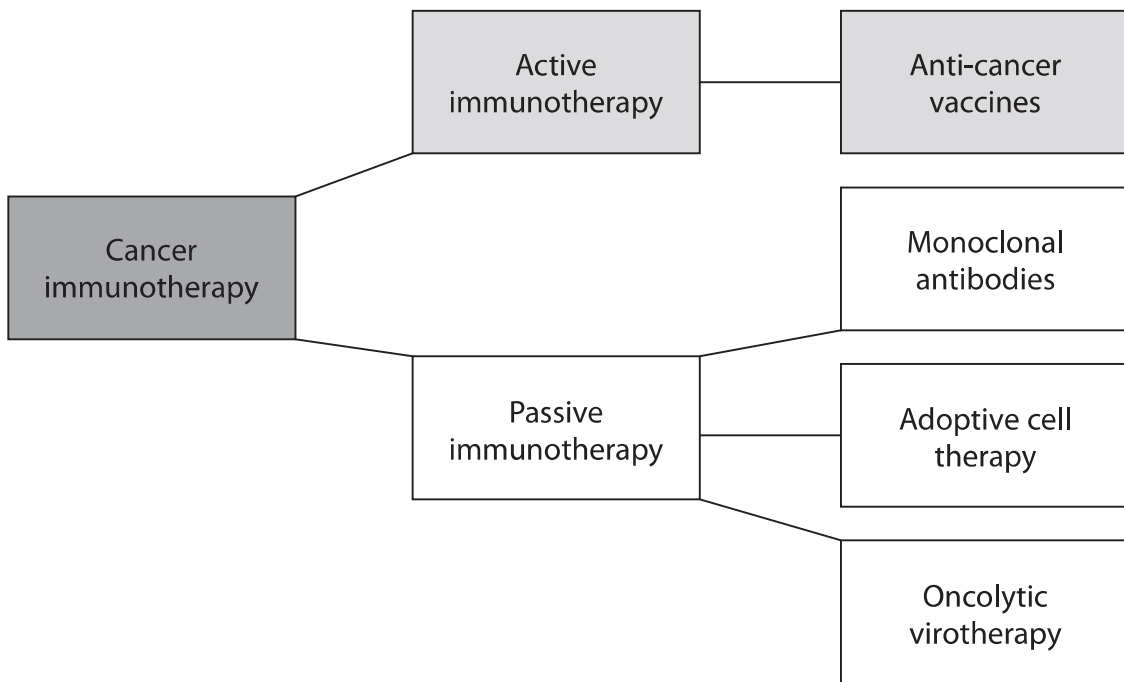 Active
immunotherapy
Anti-cancer
vaccines
Cancer
immunotherapy
Monoclonal
antibodies
Passive
immunotherapy
Adoptive cell
therapy
Oncolytic
virotherapy